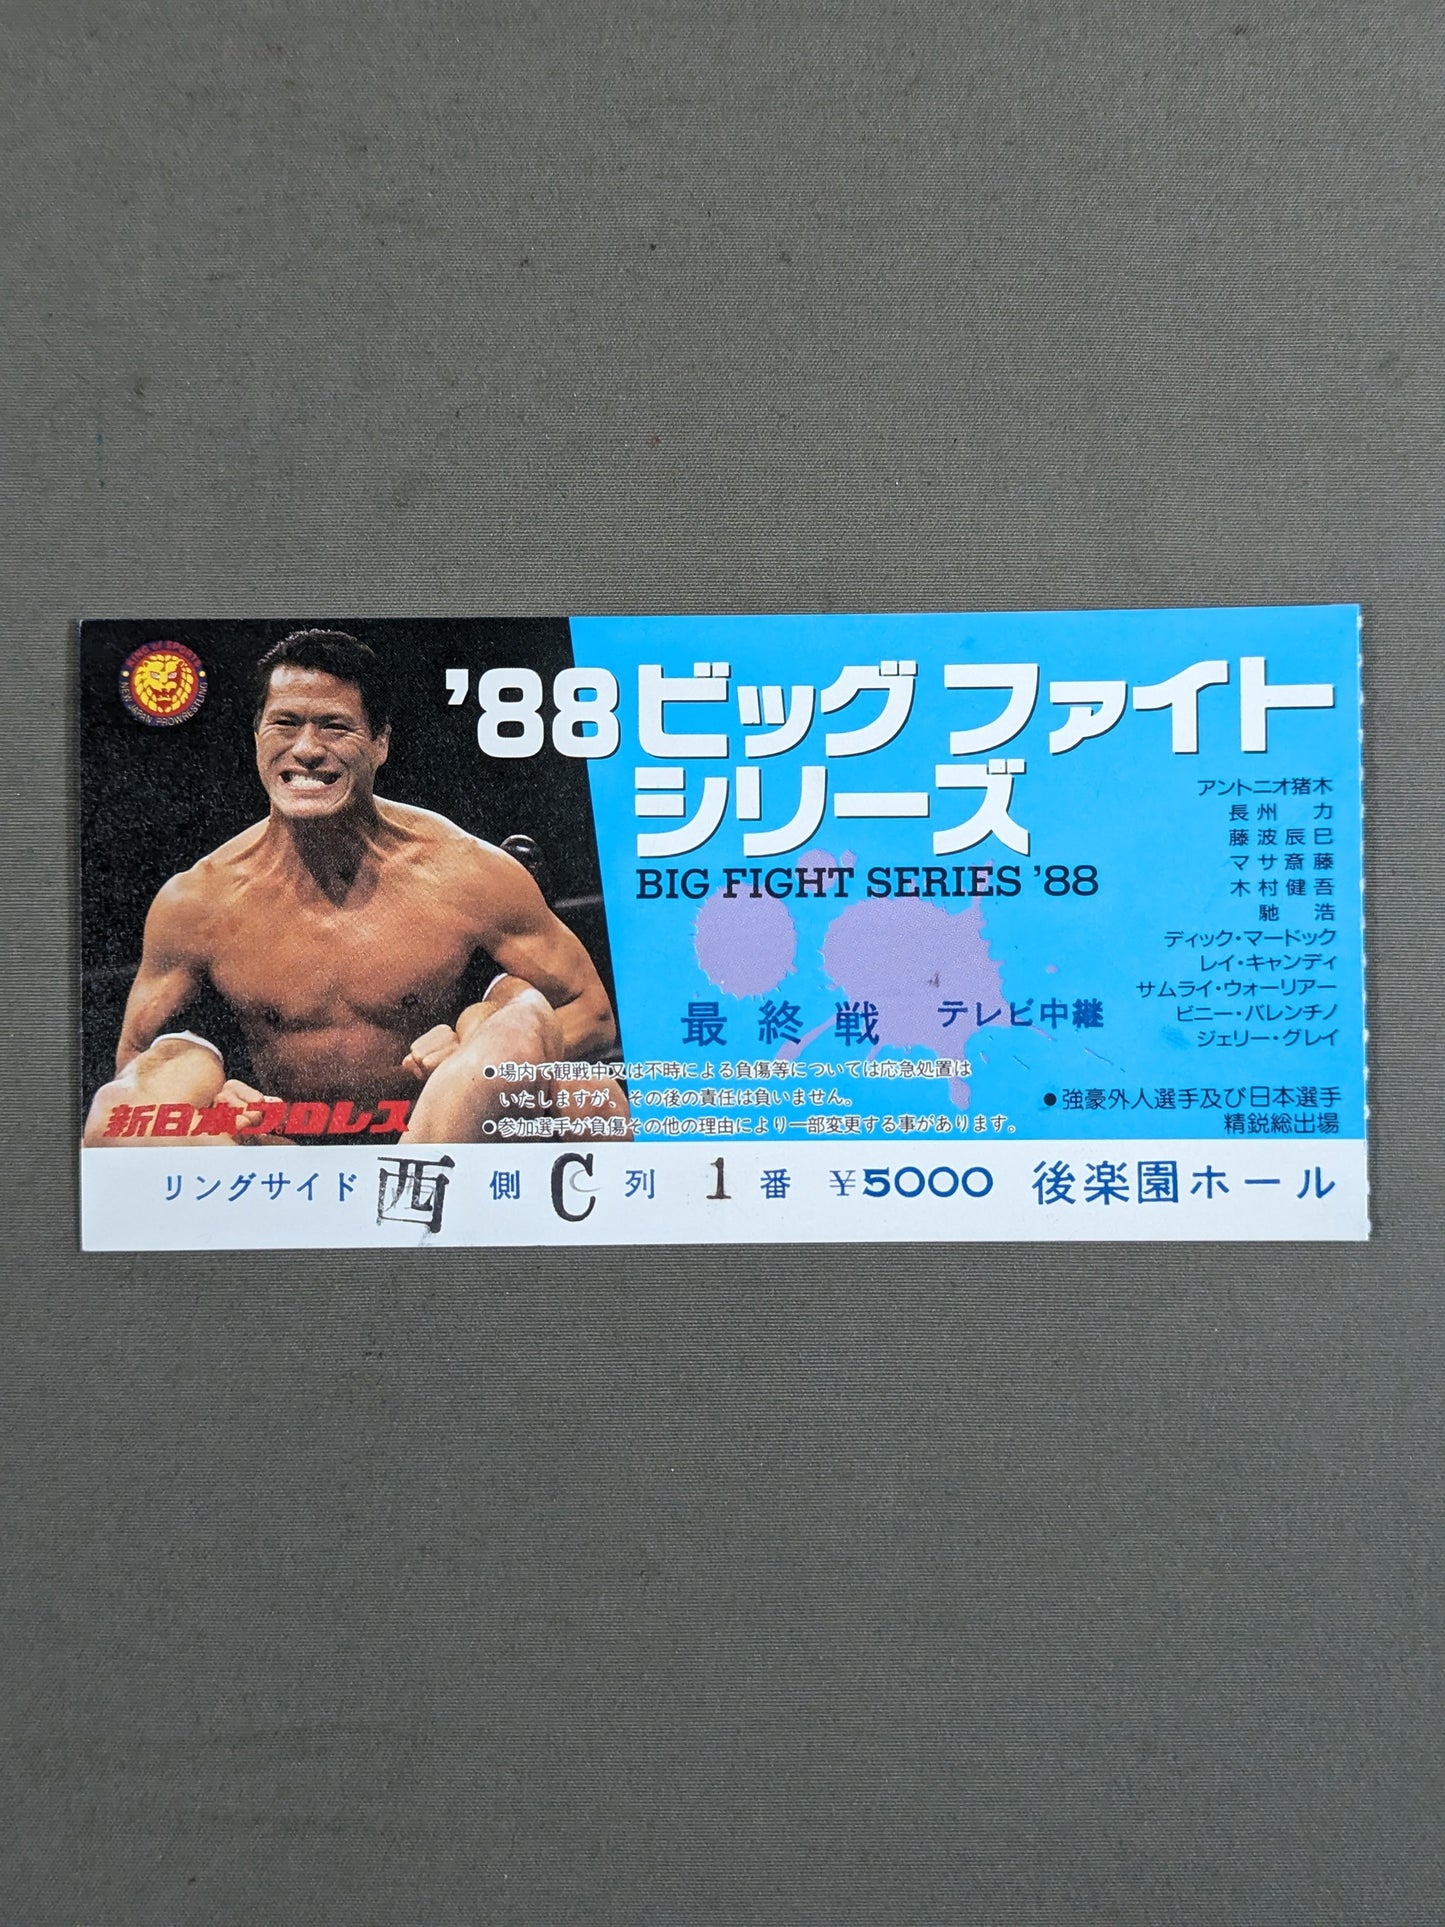 KING OF SPORTS
NEW JAPAN PRO WRESTLING
'88ビッグ ファイト
シリーズ
BIG FIGHT SERIES '88
アントニオ猪木
長州 力
藤波辰巳
マサ斎藤
木村健吾
馳 浩
ディック・マードック
レイ・キャンディ
サムライ・ウォーリアー
ビニー・バレンチノ
ジェリー・グレイ
最終戦 テレビ中継
●場内で観戦中又は不時による負傷等については応急処置は
いたしますが、その後の責任は負いません。
●参加選手が負傷その他の理由により一部変更する事があります。
●強豪外人選手及び日本選手
精鋭総出場
新日本プロレス
リングサイド 西 側 C 列 1 番 ¥5000 後楽園ホール